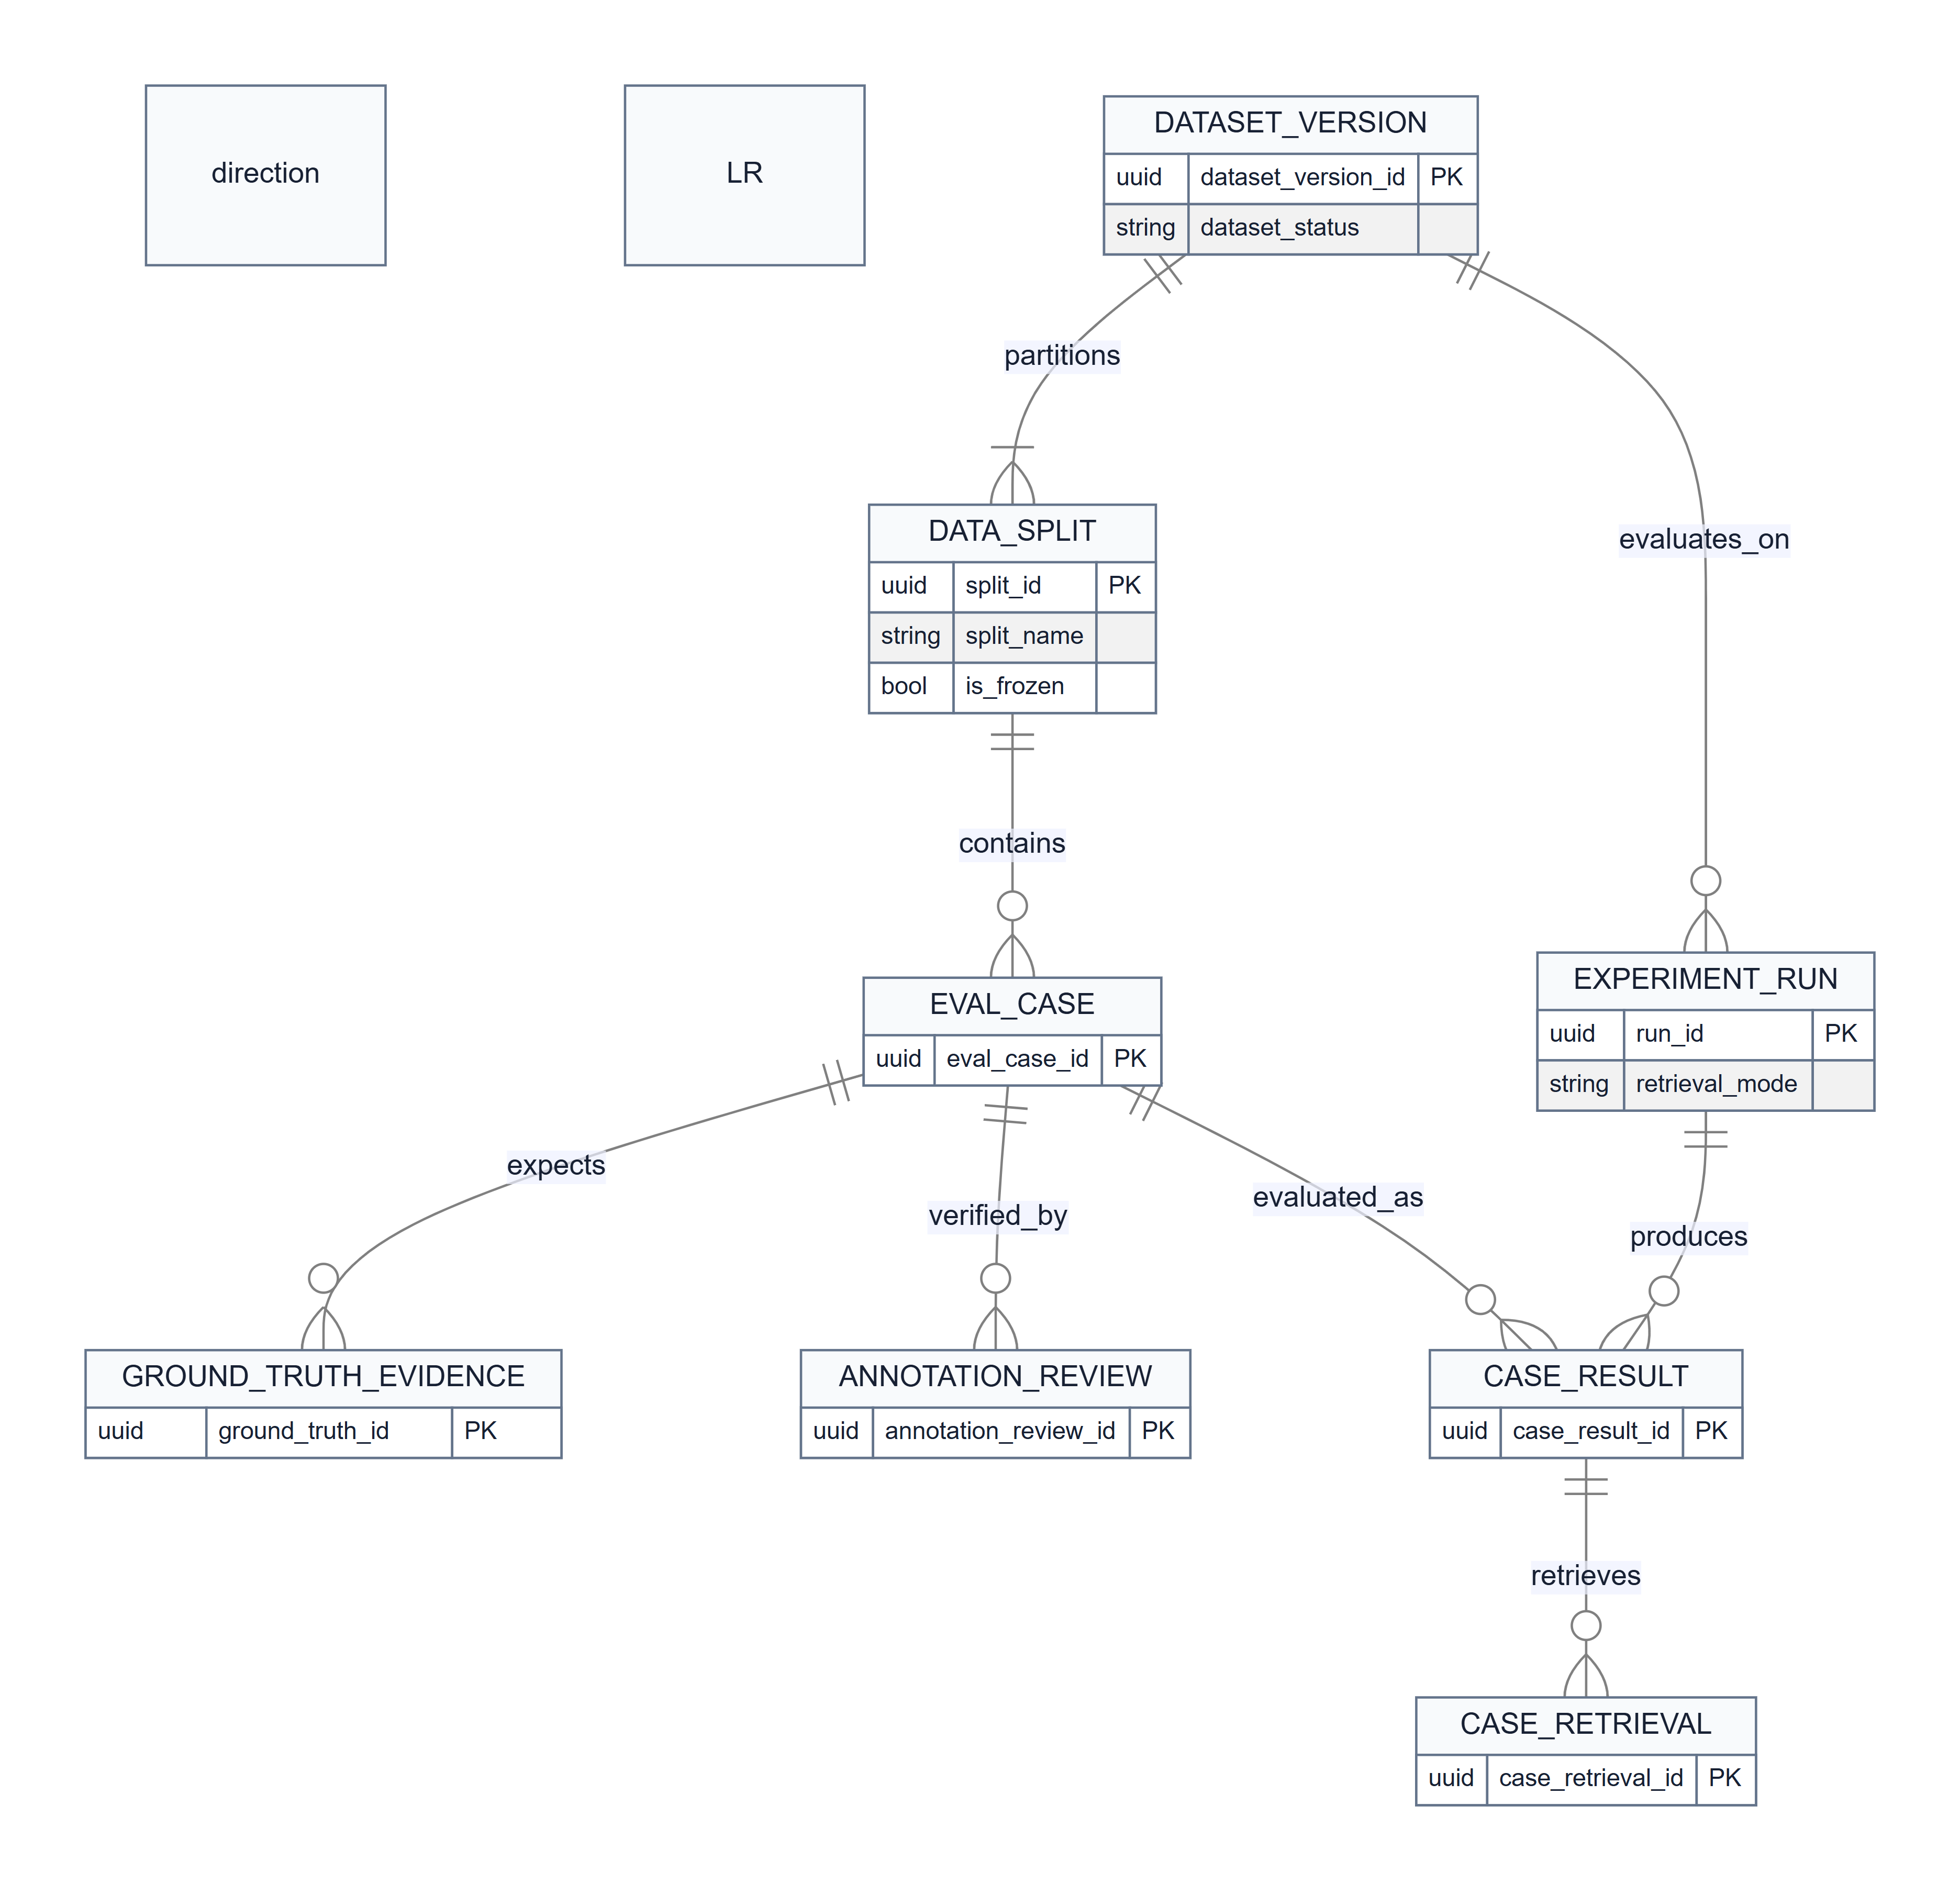 direction
LR
DATASET_VERSION
uuid dataset_version_id PK
string dataset_status
partitions
evaluates_on
DATA_SPLIT
uuid split_id PK
string split_name
bool is_frozen
contains
EVAL_CASE
uuid eval_case_id PK
EXPERIMENT_RUN
uuid run_id PK
string retrieval_mode
expects
verified_by
evaluated_as
produces
GROUND_TRUTH_EVIDENCE
uuid ground_truth_id PK
ANNOTATION_REVIEW
uuid annotation_review_id PK
CASE_RESULT
uuid case_result_id PK
retrieves
CASE_RETRIEVAL
uuid case_retrieval_id PK